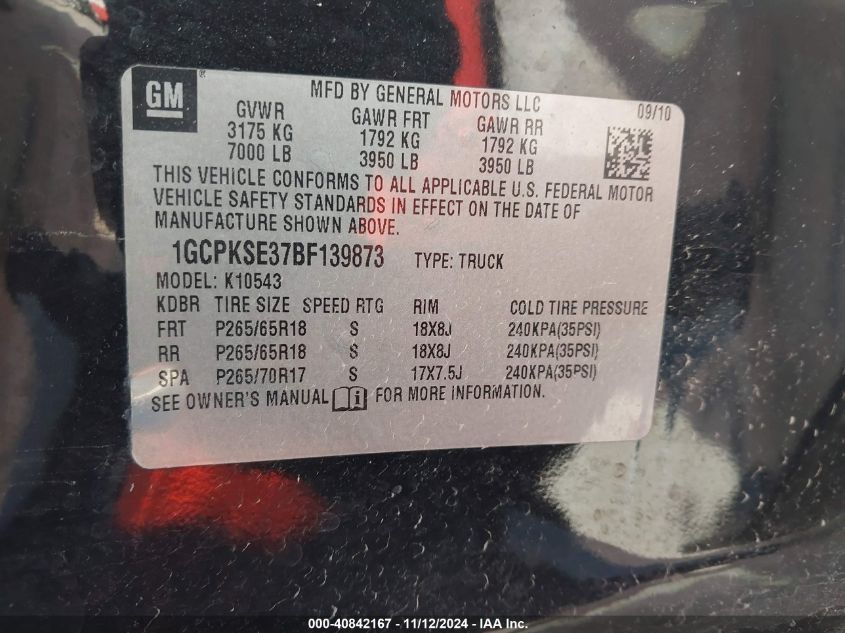 GM
MFD BY GENERAL MOTORS LLC
09/10
GVWR GAWR FRT GAWR RR
3175 KG 1792 KG 1792 KG
7000 LB 3950 LB 3950 LB
THIS VEHICLE CONFORMS TO ALL APPLICABLE U.S. FEDERAL MOTOR
VEHICLE SAFETY STANDARDS IN EFFECT ON THE DATE OF
MANUFACTURE SHOWN ABOVE.
1GCPKSE37BF139873 TYPE: TRUCK
MODEL: K10543
KDBR TIRE SIZE SPEED RTG RIM COLD TIRE PRESSURE
FRT P265/65R18 S 18X8J 240KPA(35PSI)
RR P265/65R18 S 18X8J 240KPA(35PSI)
SPA P265/70R17 S 17X7.5J 240KPA(35PSI)
SEE OWNER'S MANUAL i FOR MORE INFORMATION.
000-40842167 - 11/12/2024 - IAA Inc.